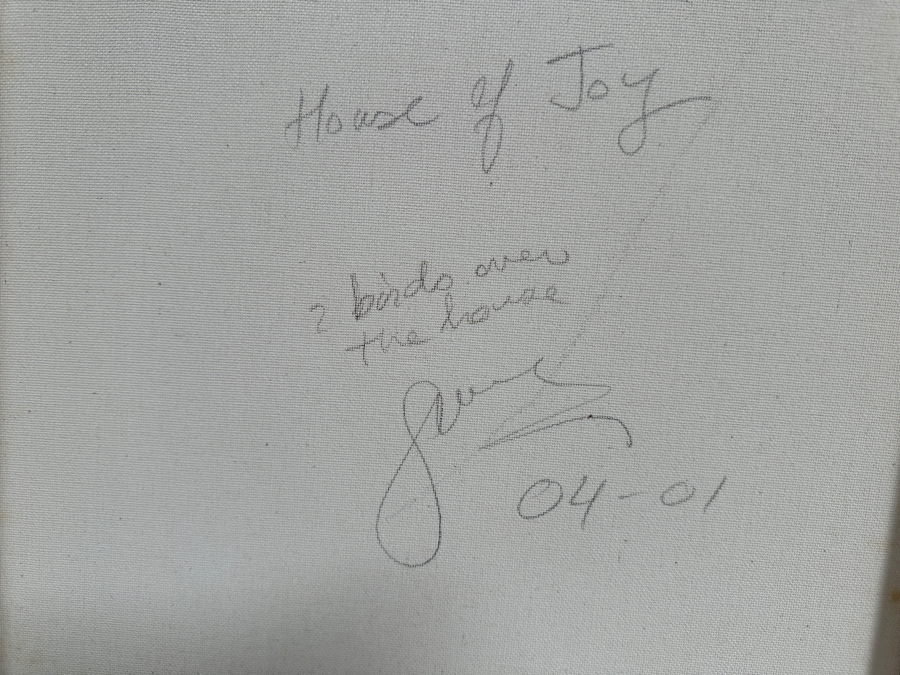 House of Joy
2 birds over
the house
04-01